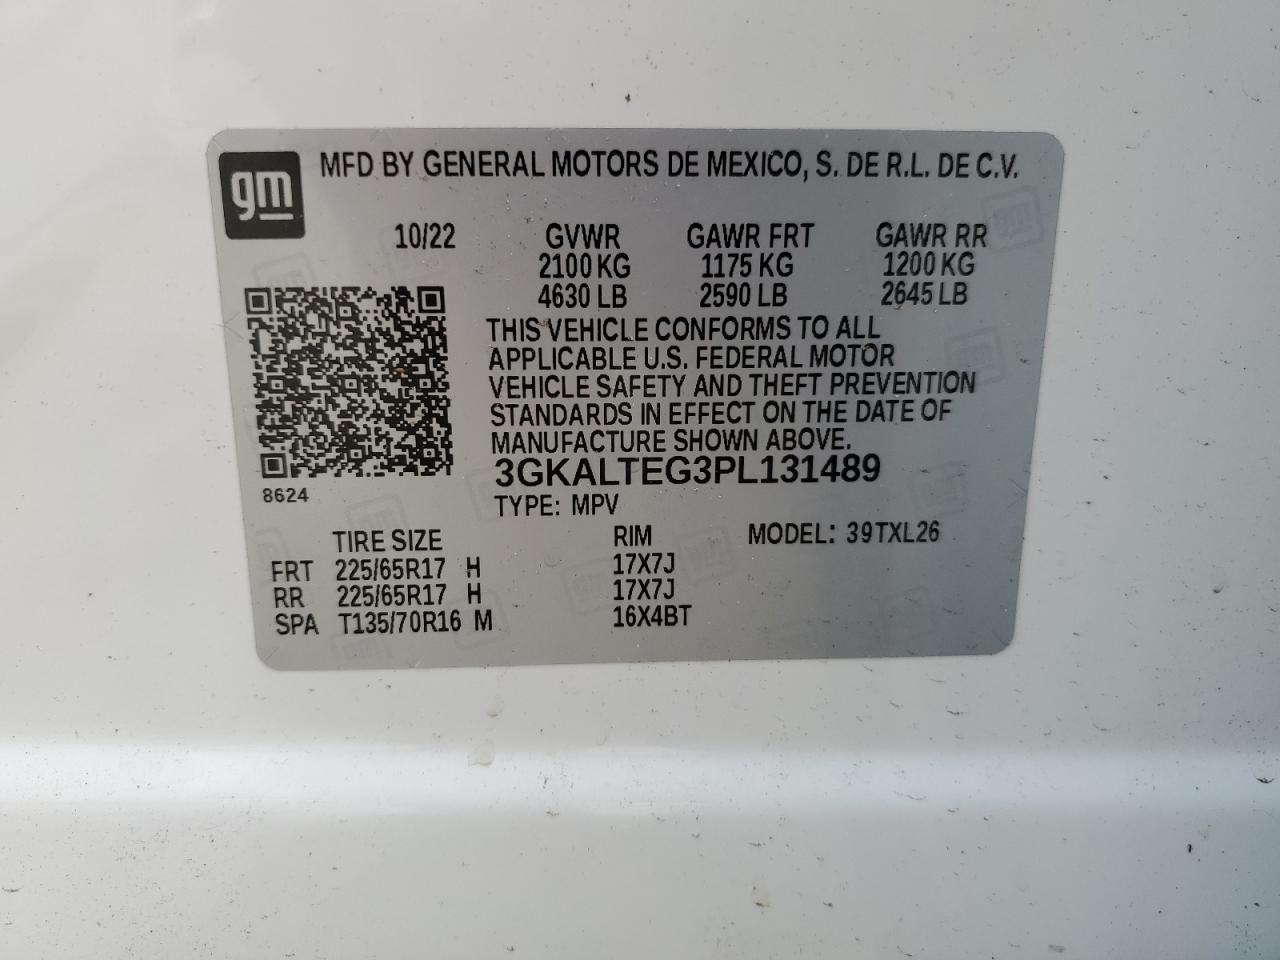 gm
MFD BY GENERAL MOTORS DE MEXICO, S. DE R.L. DE C.V.
10/22 GVWR GAWR FRT GAWR RR
2100 KG 1175 KG 1200 KG
4630 LB 2590 LB 2645 LB
THIS VEHICLE CONFORMS TO ALL
APPLICABLE U.S. FEDERAL MOTOR
VEHICLE SAFETY AND THEFT PREVENTION
STANDARDS IN EFFECT ON THE DATE OF
MANUFACTURE SHOWN ABOVE.
3GKALTEG3PL131489
8624
TYPE: MPV
TIRE SIZE RIM MODEL: 39TXL26
FRT 225/65R17 H 17X7J
RR 225/65R17 H 17X7J
SPA T135/70R16 M 16X4BT